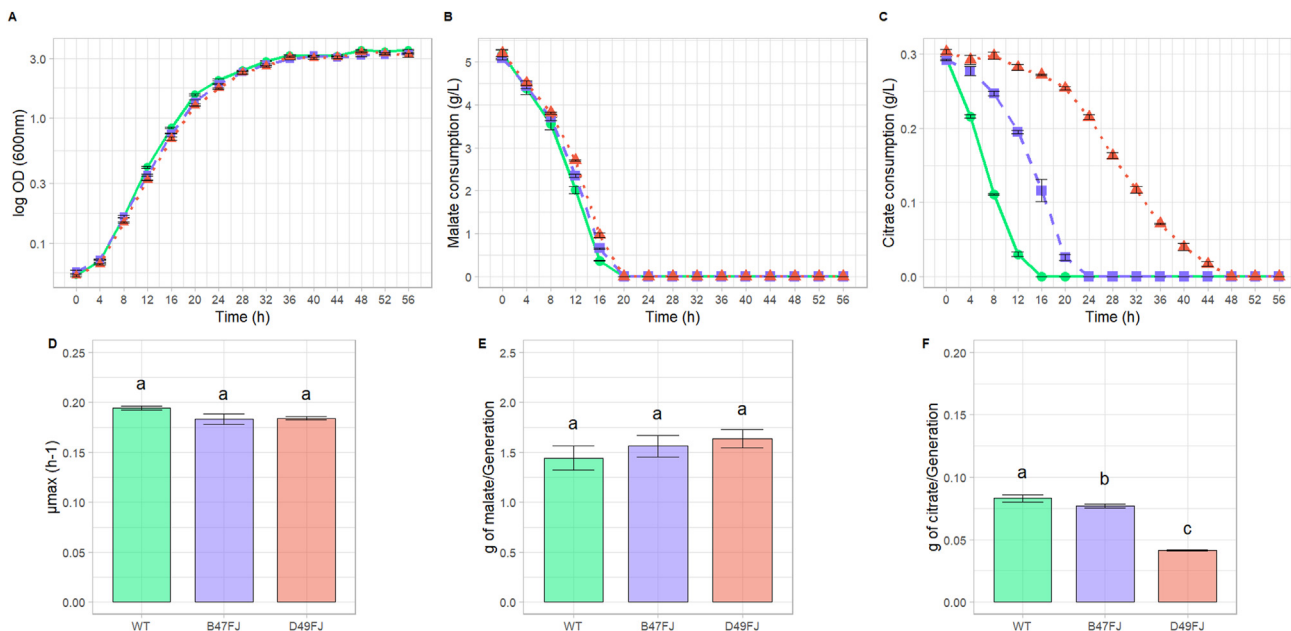 A
log OD (600nm)
3.0
1.0
0.3
0.1
0 4 8 12 16 20 24 28 32 36 40 44 48 52 56
Time (h)
B
Malate consumption (g/L)
5
4
3
2
1
0
0 4 8 12 16 20 24 28 32 36 40 44 48 52 56
Time (h)
C
Citrate consumption (g/L)
0.3
0.2
0.1
0.0
0 4 8 12 16 20 24 28 32 36 40 44 48 52 56
Time (h)
D
µmax (h-1)
0.25
0.20
0.15
0.10
0.05
0.00
a a a
WT B47FJ D49FJ
E
g of malate/Generation
2.5
2.0
1.5
1.0
0.5
0.0
a a a
WT B47FJ D49FJ
F
g of citrate/Generation
0.20
0.15
0.10
0.05
0.00
a b c
WT B47FJ D49FJ